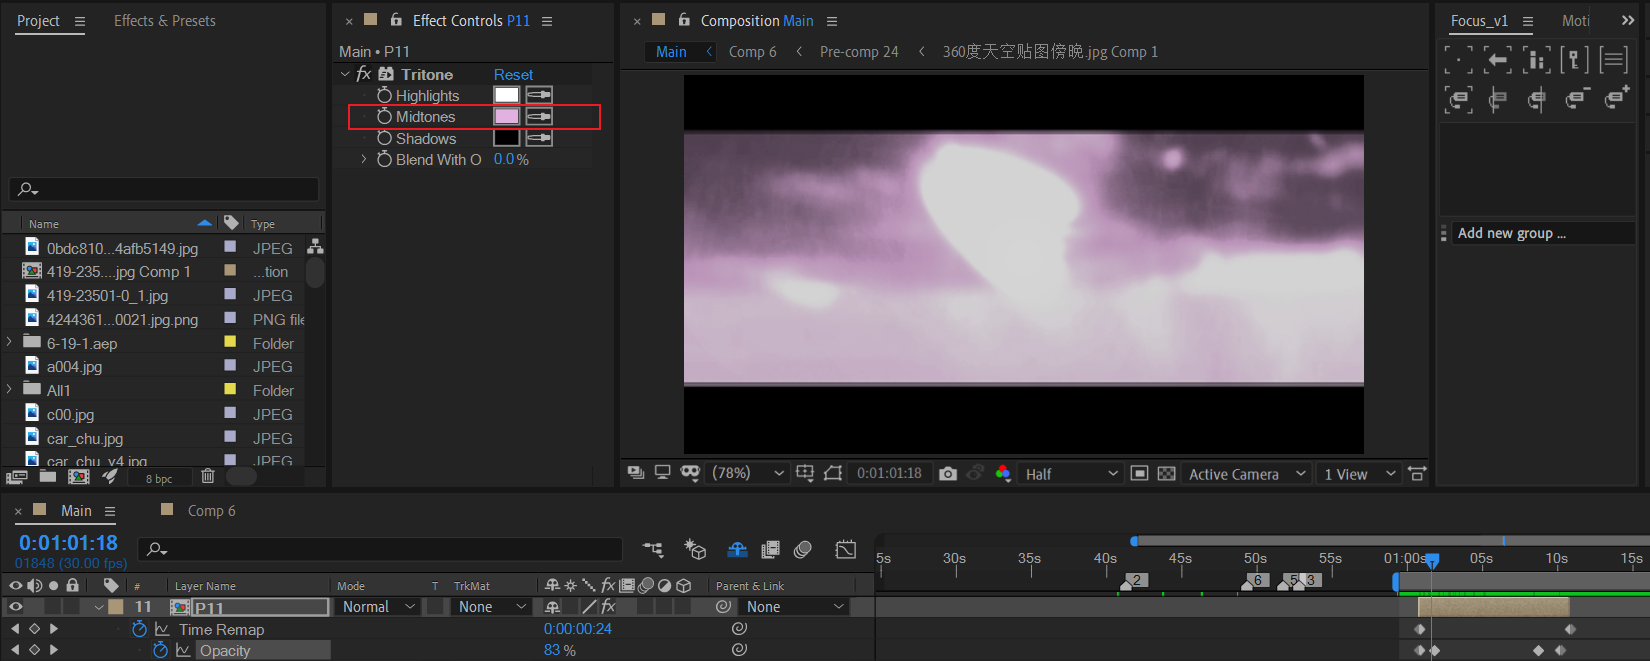 Project
Effects & Presets
Effect Controls P11
Composition Main
Focus_v1
Moti
Main • P11
Main
Comp 6
Pre-comp 24
360度天空贴图傍晚.jpg Comp 1
fx Tritone Reset
Highlights
Midtones
Shadows
Blend With O 0.0 %
Name
Type
0bdc810...4afb5149.jpg JPEG
419-235....jpg Comp 1 ...tion
419-23501-0_1.jpg JPEG
4244361...0021.jpg.png PNG file
6-19-1.aep Folder
a004.jpg JPEG
All1 Folder
c00.jpg JPEG
car_chu.jpg JPEG
car_chu_v4.jpg JPEG
Add new group ...
8 bpc
(78%)
0:01:01:18
Half
Active Camera
1 View
Main
Comp 6
0:01:01:18
01848 (30.00 fps)
5s 30s 35s 40s 45s 50s 55s 01:00s 05s 10s 15s
2 6 5 3
# Layer Name Mode T TrkMat fx Parent & Link
11 P11 Normal None fx None
Time Remap 0:00:00:24
Opacity 83 %